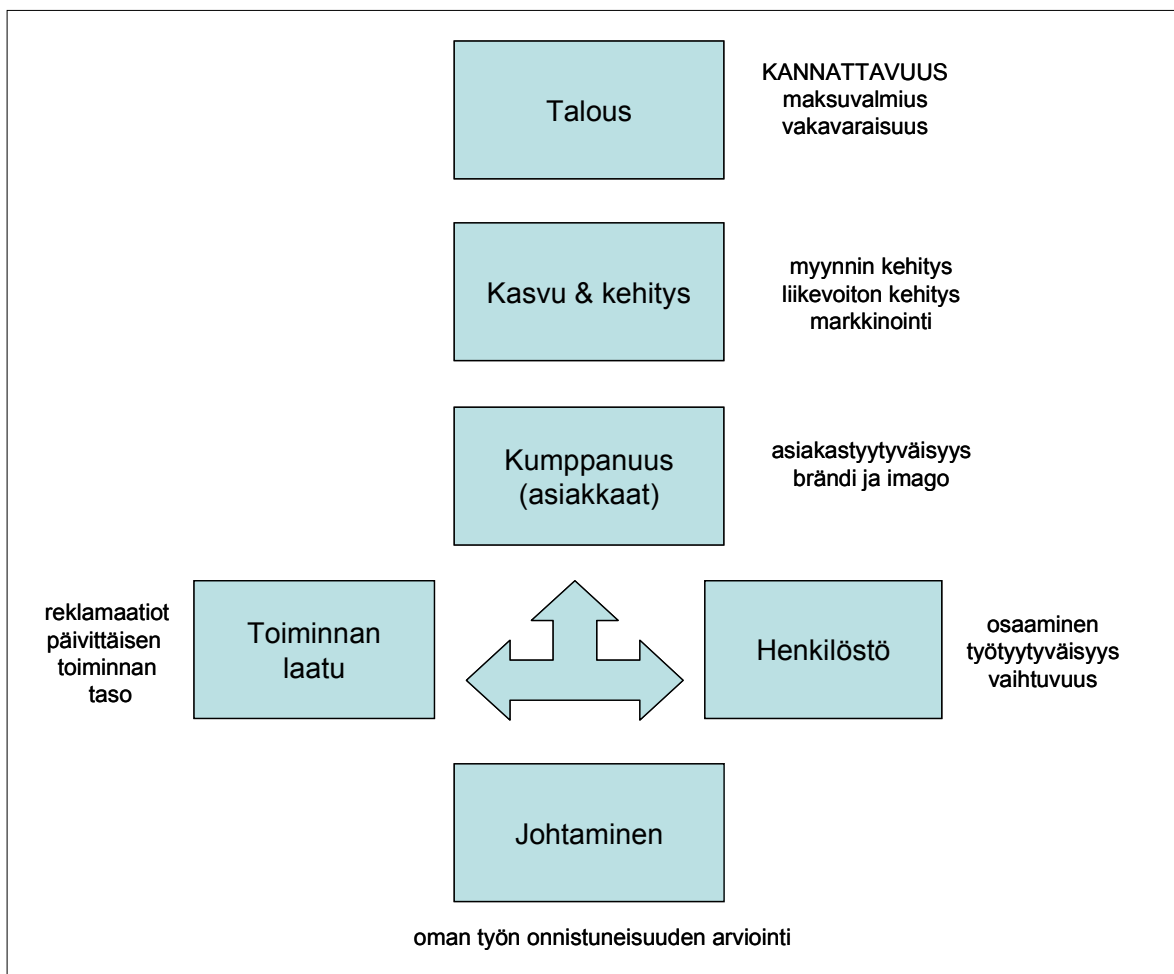 Talous
KANNATTAVUUS
maksuvalmius
vakavaraisuus
Kasvu & kehitys
myynnin kehitys
liikevoiton kehitys
markkinointi
Kumppanuus
(asiakkaat)
asiakastyytyväisyys
brändi ja imago
reklamaatiot
päivittäisen
toiminnan
taso
Toiminnan
laatu
Henkilöstö
osaaminen
työtyytyväisyys
vaihtuvuus
Johtaminen
oman työn onnistuneisuuden arviointi